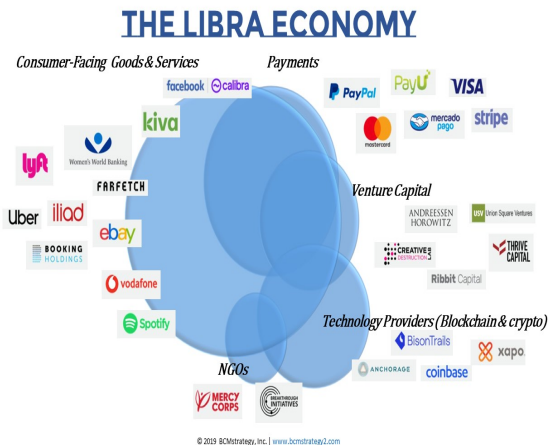 THE LIBRA ECONOMY
Consumer-Facing Goods & Services
Payments
facebook calibra
kiva
Women's World Banking
lyft
FARFETCH
Uber
iliad
ebay
BOOKING
HOLDINGS
vodafone
Spotify
PayPal
PayU
VISA
mastercard
mercado
pago
stripe
Venture Capital
ANDREESSEN
HOROWITZ
USV Union Square Ventures
CREATIVE
DESTRUCTION LAB
THRIVE
CAPITAL
Ribbit Capital
Technology Providers (Blockchain & crypto)
BisonTrails
xapo
ANCHORAGE
coinbase
NGOs
MERCY
CORPS
BREAKTHROUGH
INITIATIVES
© 2019 BCMstrategy, Inc. | www.bcmstrategy2.com